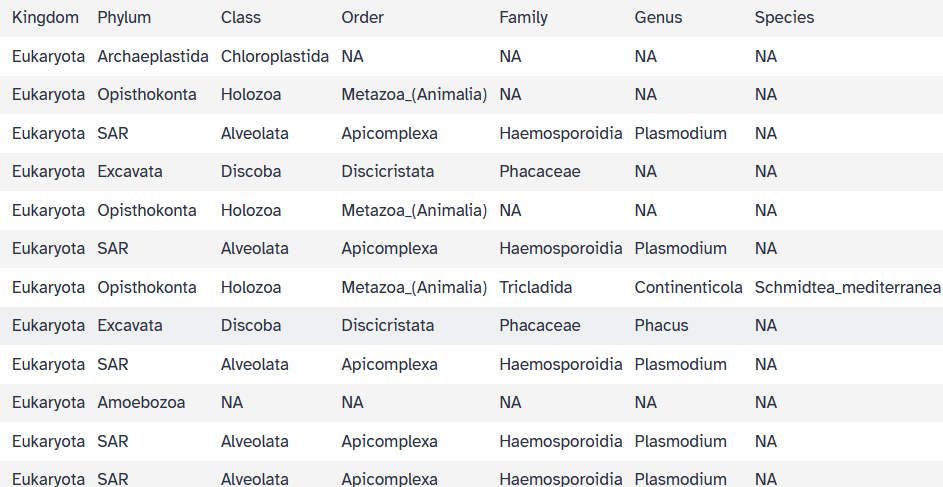 Kingdom Phylum Class Order Family Genus Species
Eukaryota Archaeplastida Chloroplastida NA NA NA NA
Eukaryota Opisthokonta Holozoa Metazoa_(Animalia) NA NA NA
Eukaryota SAR Alveolata Apicomplexa Haemosporoidia Plasmodium NA
Eukaryota Excavata Discoba Discicristata Phacaceae NA NA
Eukaryota Opisthokonta Holozoa Metazoa_(Animalia) NA NA NA
Eukaryota SAR Alveolata Apicomplexa Haemosporoidia Plasmodium NA
Eukaryota Opisthokonta Holozoa Metazoa_(Animalia) Tricladida Continenticola Schmidtea_mediterranea
Eukaryota Excavata Discoba Discicristata Phacaceae Phacus NA
Eukaryota SAR Alveolata Apicomplexa Haemosporoidia Plasmodium NA
Eukaryota Amoebozoa NA NA NA NA NA
Eukaryota SAR Alveolata Apicomplexa Haemosporoidia Plasmodium NA
Eukaryota SAR Alveolata Apicomplexa Haemosporoidia Plasmodium NA